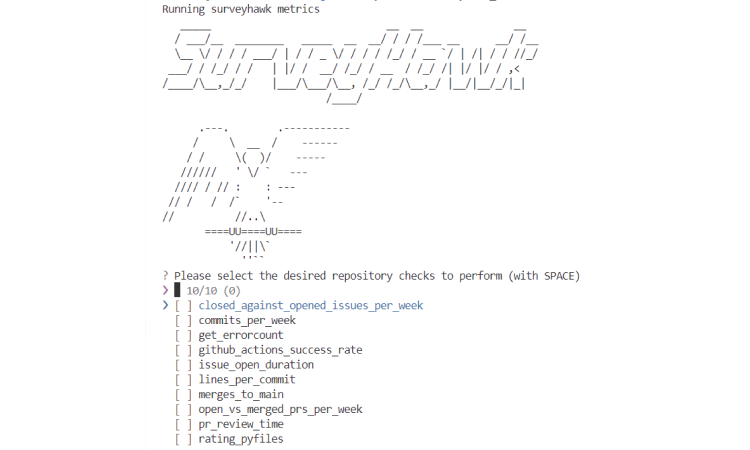 Running surveyhawk metrics
? Please select the desired repository checks to perform (with SPACE)
❯ █ 10/10 (0)
❯ [ ] closed_against_opened_issues_per_week
[ ] commits_per_week
[ ] get_errorcount
[ ] github_actions_success_rate
[ ] issue_open_duration
[ ] lines_per_commit
[ ] merges_to_main
[ ] open_vs_merged_prs_per_week
[ ] pr_review_time
[ ] rating_pyfiles